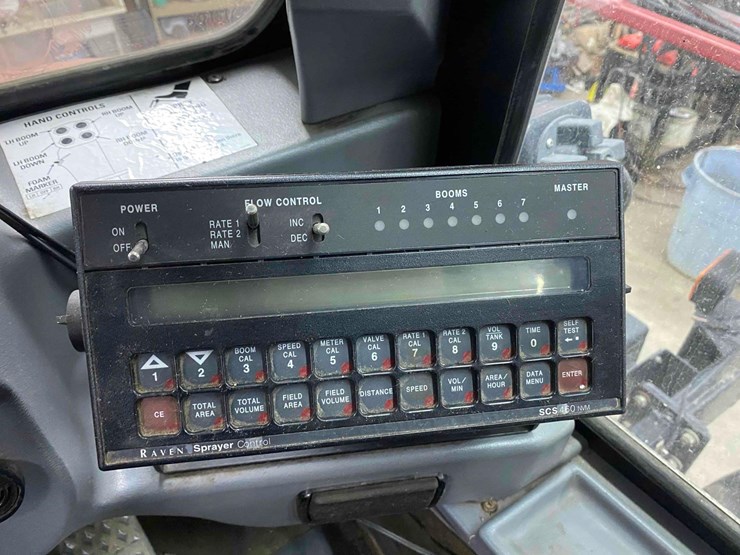 HAND CONTROLS
LH BOOM UP
RH BOOM UP
LH BOOM DOWN
FOAM MARKER
POWER
ON
OFF
FLOW CONTROL
RATE 1
RATE 2
MAN.
INC
DEC
BOOMS
1 2 3 4 5 6 7
MASTER
1
2
BOOM CAL 3
SPEED CAL 4
METER CAL 5
VALVE CAL 6
RATE 1 CAL 7
RATE 2 CAL 8
VOL TANK 9
TIME 0
SELF TEST
CE
TOTAL AREA
TOTAL VOLUME
FIELD AREA
FIELD VOLUME
DISTANCE
SPEED
VOL/ MIN
AREA/ HOUR
DATA MENU
ENTER
RAVEN Sprayer Control
SCS 460